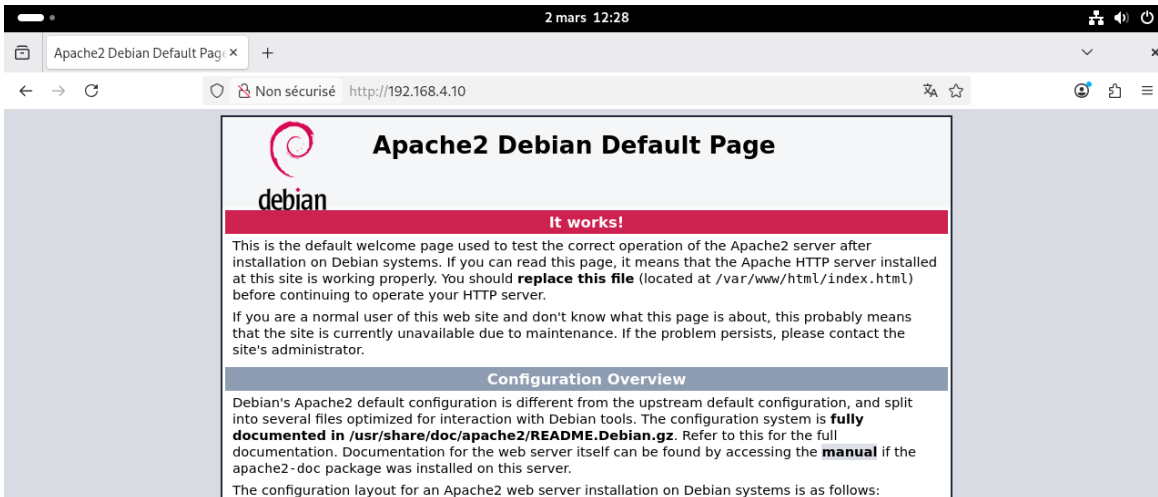 2 mars 12:28
Apache2 Debian Default Page
Non sécurisé http://192.168.4.10
Apache2 Debian Default Page
debian
It works!
This is the default welcome page used to test the correct operation of the Apache2 server after
installation on Debian systems. If you can read this page, it means that the Apache HTTP server installed
at this site is working properly. You should replace this file (located at /var/www/html/index.html)
before continuing to operate your HTTP server.
If you are a normal user of this web site and don't know what this page is about, this probably means
that the site is currently unavailable due to maintenance. If the problem persists, please contact the
site's administrator.
Configuration Overview
Debian's Apache2 default configuration is different from the upstream default configuration, and split
into several files optimized for interaction with Debian tools. The configuration system is fully
documented in /usr/share/doc/apache2/README.Debian.gz. Refer to this for the full
documentation. Documentation for the web server itself can be found by accessing the manual if the
apache2-doc package was installed on this server.
The configuration layout for an Apache2 web server installation on Debian systems is as follows: